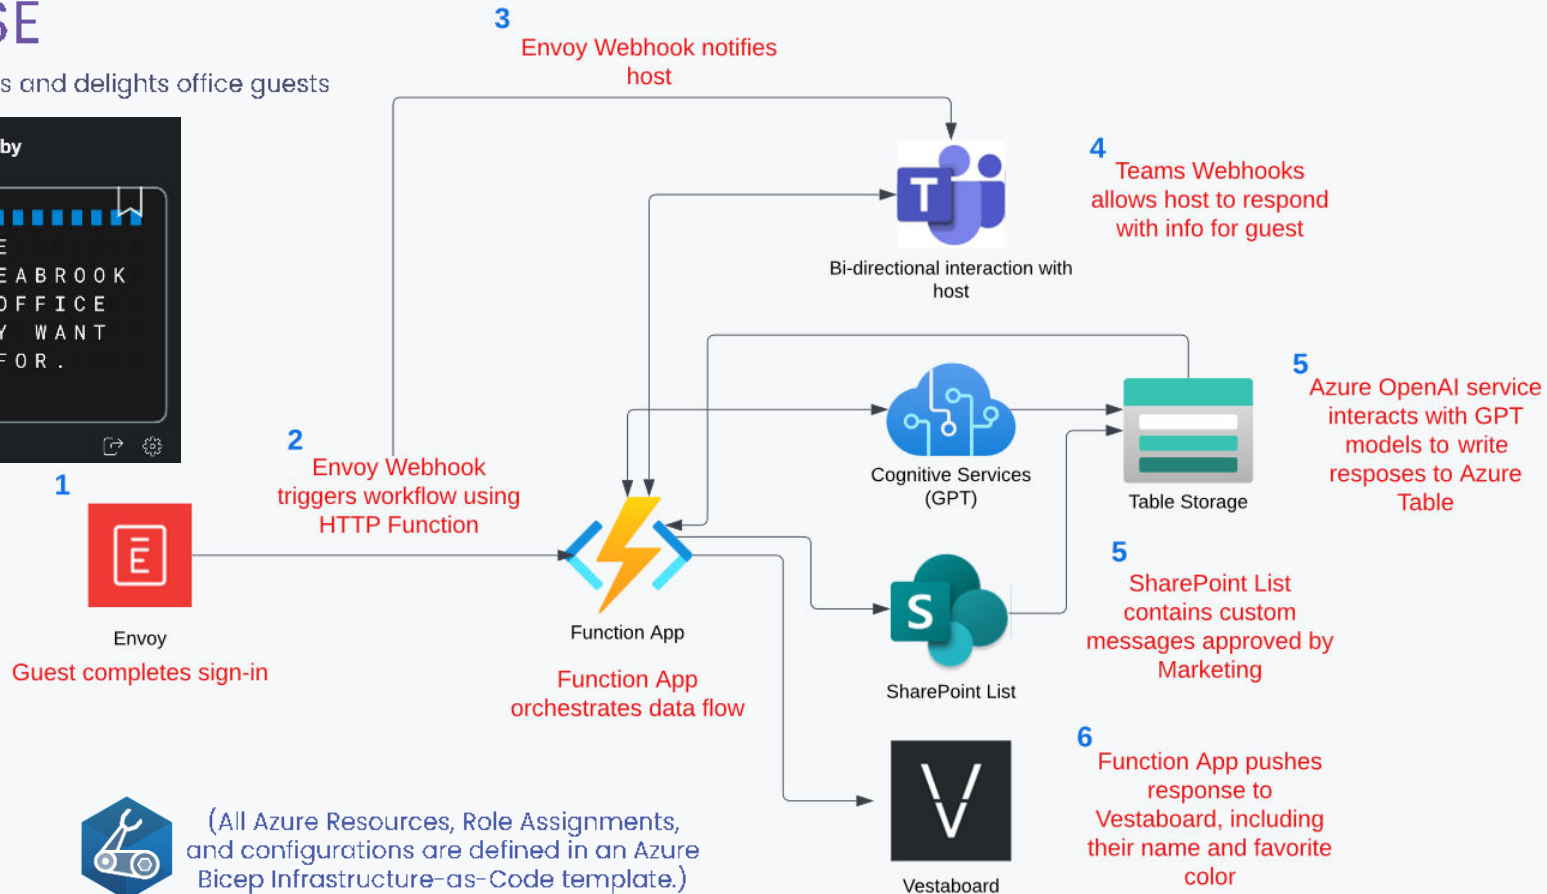 SE
s and delights office guests
by
E
EABROOK
OFFICE
Y WANT
FOR.
3
Envoy Webhook notifies
host
T
4
Teams Webhooks
allows host to respond
with info for guest
Bi-directional interaction with
host
2
Envoy Webhook
triggers workflow using
HTTP Function
1
E
Envoy
Guest completes sign-in
Function App
Function App
orchestrates data flow
Cognitive Services
(GPT)
Table Storage
5
Azure OpenAI service
interacts with GPT
models to write
resposes to Azure
Table
S
SharePoint List
5
SharePoint List
contains custom
messages approved by
Marketing
V
Vestaboard
6
Function App pushes
response to
Vestaboard, including
their name and favorite
color
(All Azure Resources, Role Assignments,
and configurations are defined in an Azure
Bicep Infrastructure-as-Code template.)